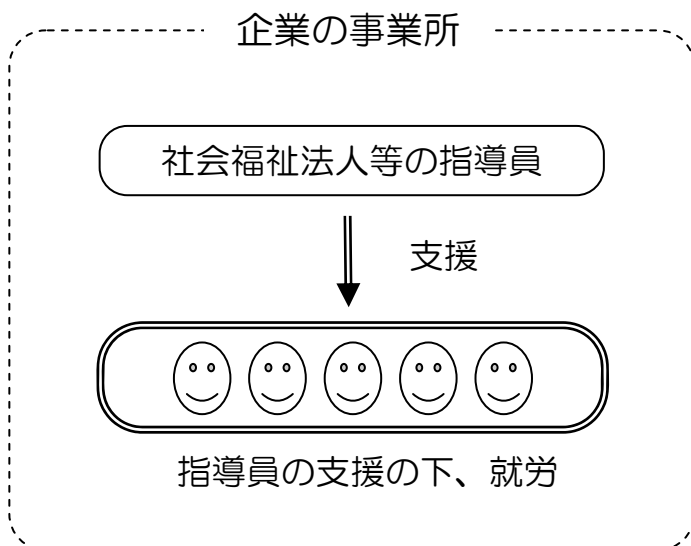 企業の事業所
社会福祉法人等の指導員
支援
指導員の支援の下、就労